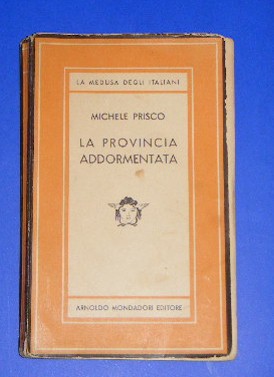 LA MEDUSA DEGLI ITALIANI
MICHELE PRISCO
LA PROVINCIA
ADDORMENTATA
ARNOLDO MONDADORI EDITORE